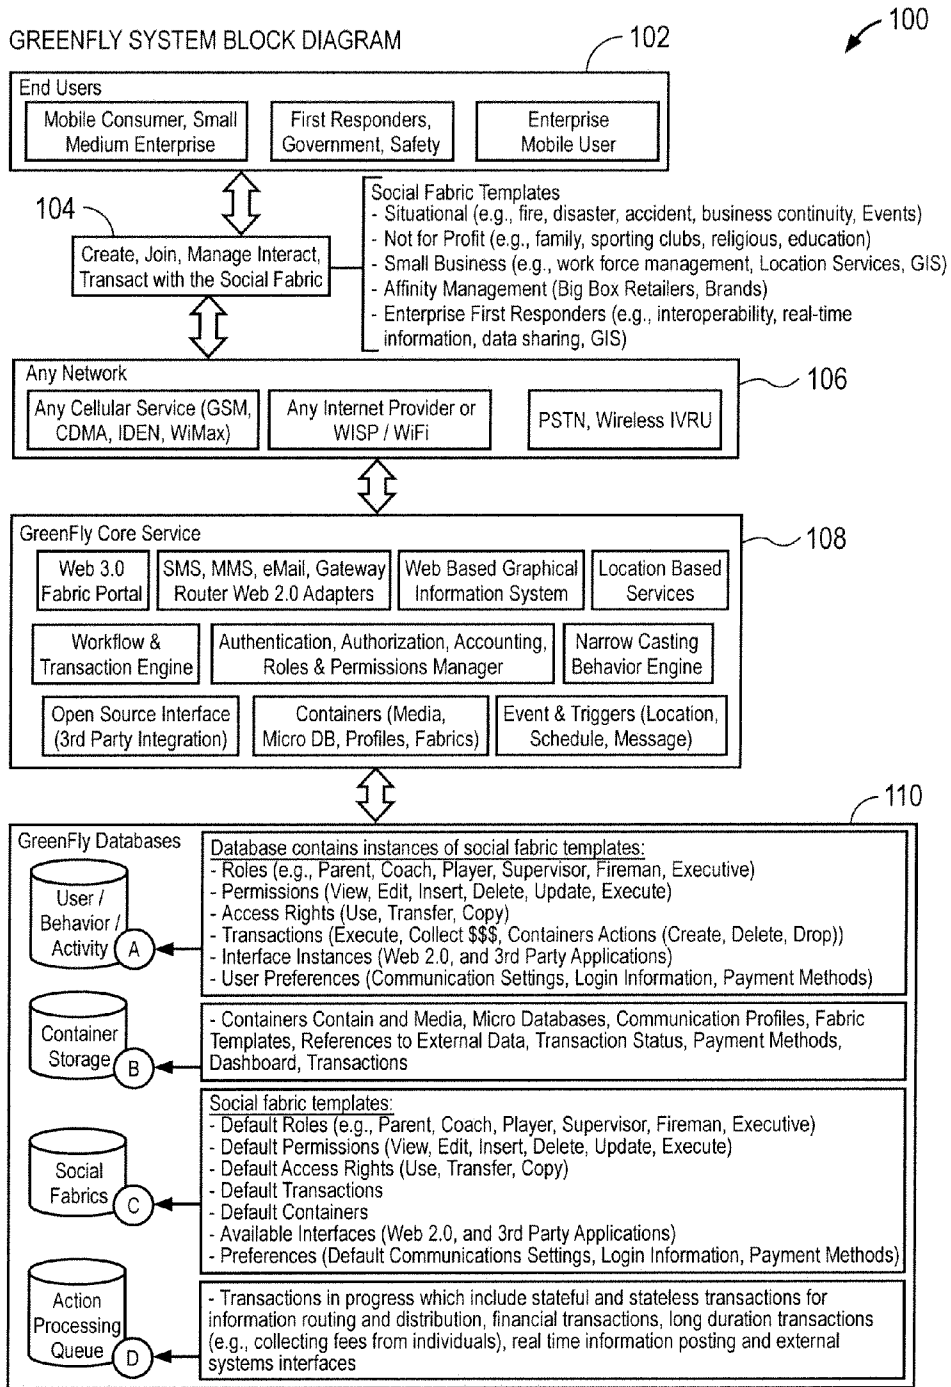 100
GREENFLY SYSTEM BLOCK DIAGRAM
102
End Users
Mobile Consumer, Small
Medium Enterprise
First Responders,
Government, Safety
Enterprise
Mobile User
104
Create, Join, Manage Interact,
Transact with the Social Fabric
Social Fabric Templates
- Situational (e.g., fire, disaster, accident, business continuity, Events)
- Not for Profit (e.g., family, sporting clubs, religious, education)
- Small Business (e.g., work force management, Location Services, GIS)
- Affinity Management (Big Box Retailers, Brands)
- Enterprise First Responders (e.g., interoperability, real-time
information, data sharing, GIS)
Any Network
106
Any Cellular Service (GSM,
CDMA, IDEN, WiMax)
Any Internet Provider or
WISP / WiFi
PSTN, Wireless IVRU
GreenFly Core Service
108
Web 3.0
Fabric Portal
SMS, MMS, eMail, Gateway
Router Web 2.0 Adapters
Web Based Graphical
Information System
Location Based
Services
Workflow &
Transaction Engine
Authentication, Authorization, Accounting,
Roles & Permissions Manager
Narrow Casting
Behavior Engine
Open Source Interface
(3rd Party Integration)
Containers (Media,
Micro DB, Profiles, Fabrics)
Event & Triggers (Location,
Schedule, Message)
110
GreenFly Databases
User /
Behavior /
Activity
A
Database contains instances of social fabric templates:
- Roles (e.g., Parent, Coach, Player, Supervisor, Fireman, Executive)
- Permissions (View, Edit, Insert, Delete, Update, Execute)
- Access Rights (Use, Transfer, Copy)
- Transactions (Execute, Collect $$$, Containers Actions (Create, Delete, Drop))
- Interface Instances (Web 2.0, and 3rd Party Applications)
- User Preferences (Communication Settings, Login Information, Payment Methods)
Container
Storage
B
- Containers Contain and Media, Micro Databases, Communication Profiles, Fabric
Templates, References to External Data, Transaction Status, Payment Methods,
Dashboard, Transactions
Social
Fabrics
C
Social fabric templates:
- Default Roles (e.g., Parent, Coach, Player, Supervisor, Fireman, Executive)
- Default Permissions (View, Edit, Insert, Delete, Update, Execute)
- Default Access Rights (Use, Transfer, Copy)
- Default Transactions
- Default Containers
- Available Interfaces (Web 2.0, and 3rd Party Applications)
- Preferences (Default Communications Settings, Login Information, Payment Methods)
Action
Processing
Queue
D
- Transactions in progress which include stateful and stateless transactions for
information routing and distribution, financial transactions, long duration transactions
(e.g., collecting fees from individuals), real time information posting and external
systems interfaces